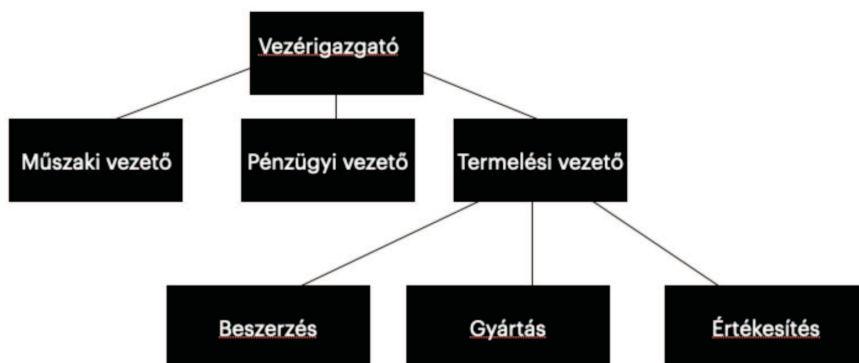 Vezérigazgató
Műszaki vezető
Pénzügyi vezető
Termelési vezető
Beszerzés
Gyártás
Értékesítés